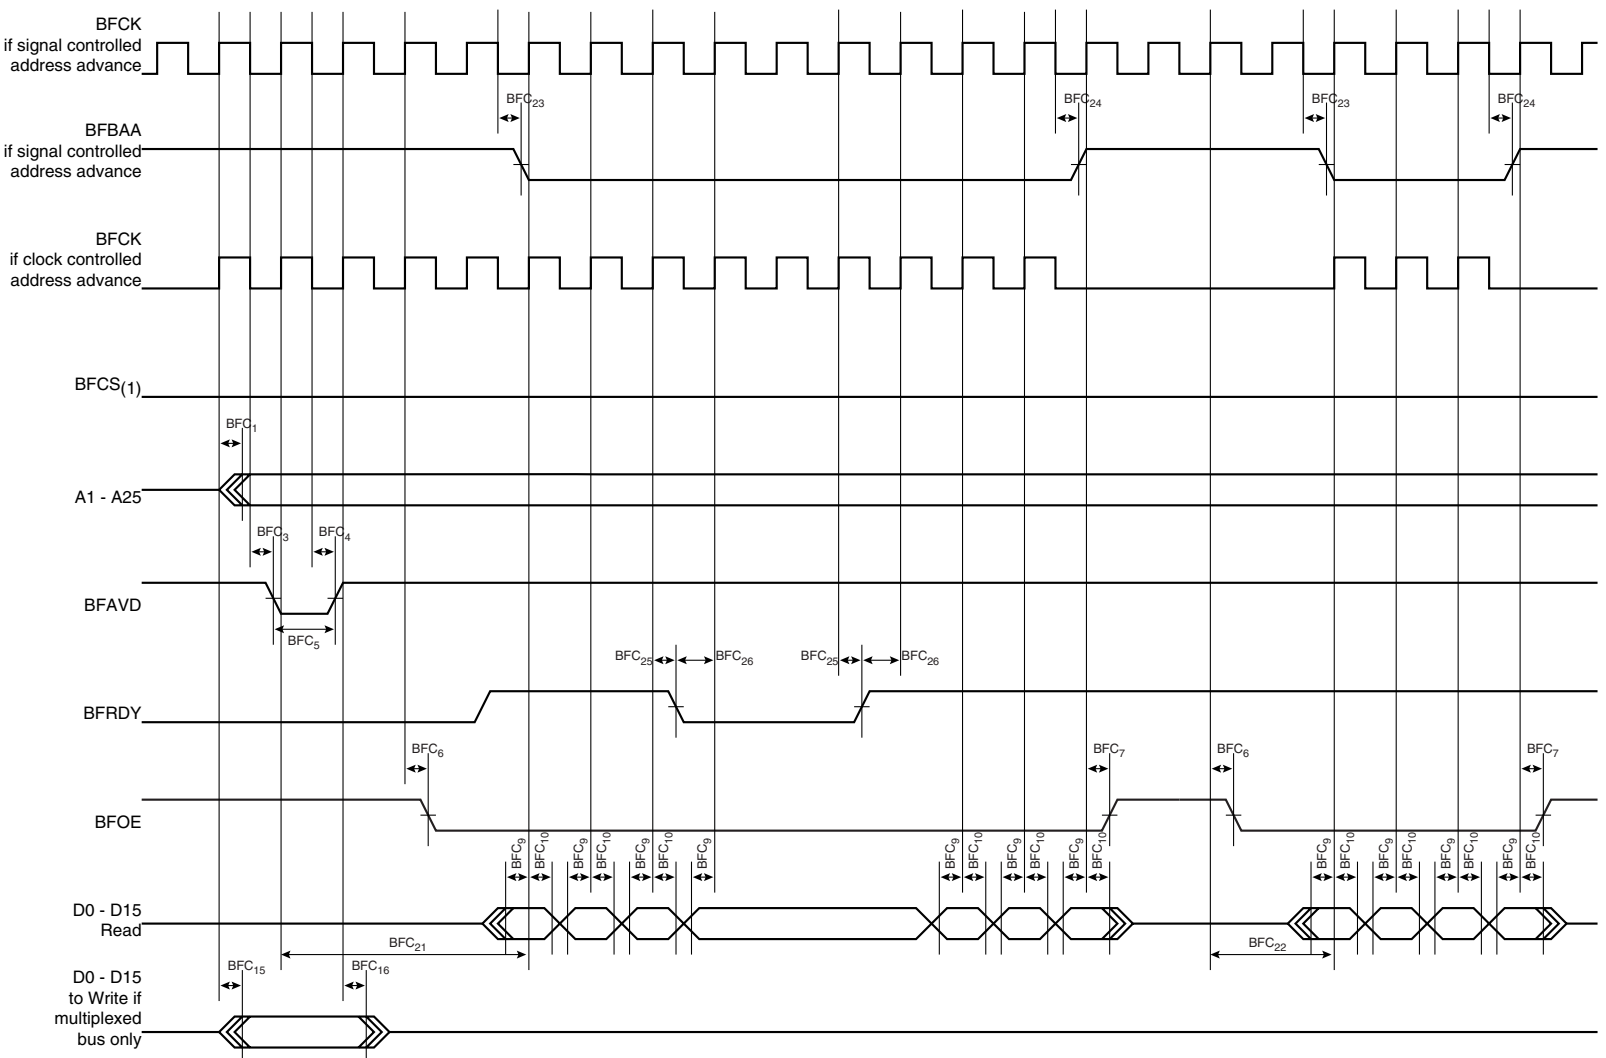 BFCK
if signal controlled
address advance
BFC23
BFC24
BFC23
BFC24
BFBAA
if signal controlled
address advance
BFCK
if clock controlled
address advance
BFCS(1)
BFC1
A1 - A25
BFC3
BFC4
BFAVD
BFC5
BFC25
BFC26
BFC25
BFC26
BFRDY
BFC6
BFC7
BFC6
BFC7
BFOE
BFC9
BFC10
BFC9
BFC10
BFC9
BFC10
BFC9
BFC9
BFC10
BFC9
BFC10
BFC9
BFC10
BFC9
BFC10
BFC9
BFC10
BFC9
BFC10
BFC9
BFC10
D0 - D15
Read
BFC21
BFC22
BFC15
BFC16
D0 - D15
to Write if
multiplexed
bus only